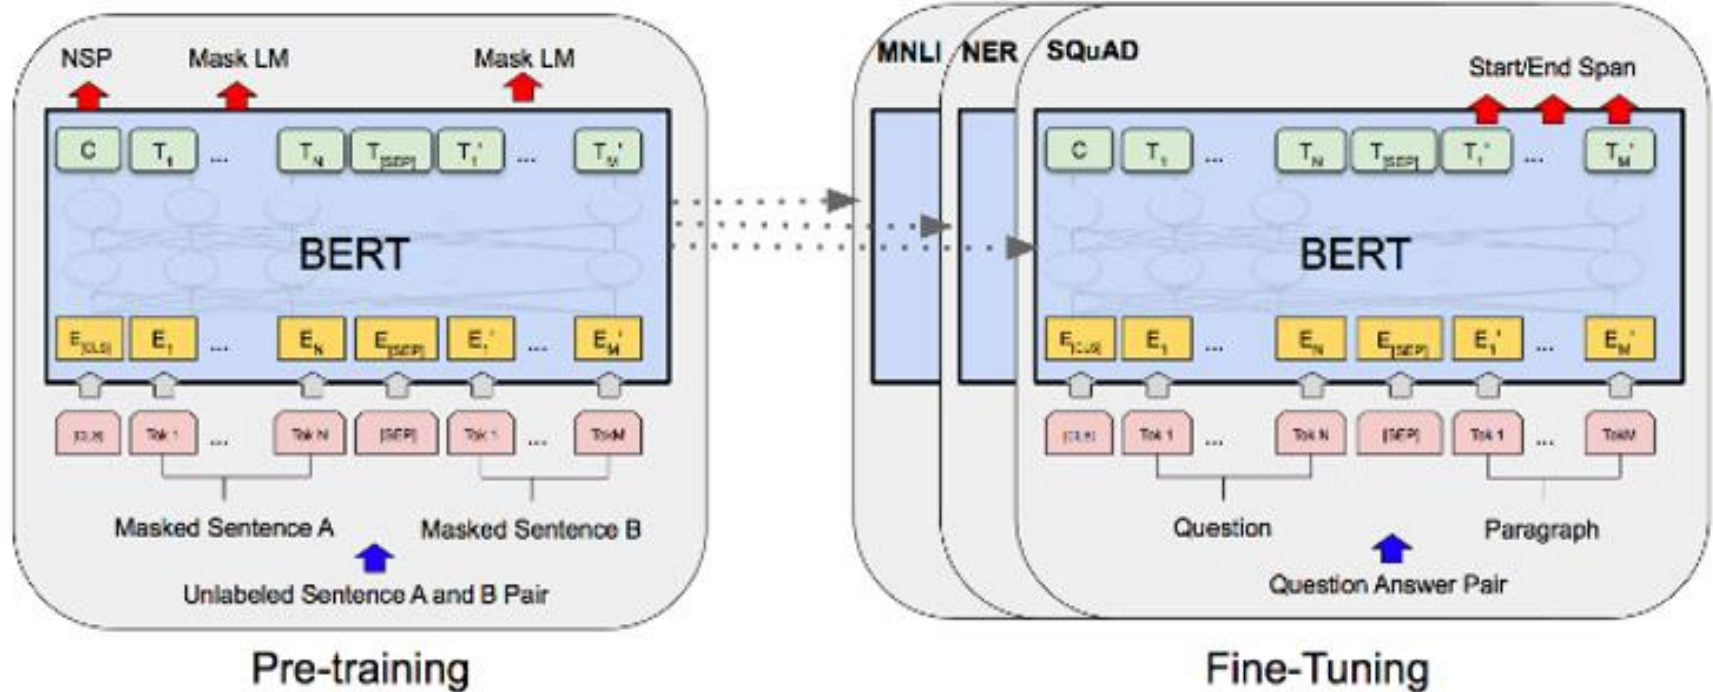 NSP Mask LM Mask LM
C T1 ... TN T[SEP] T1' ... TM'
BERT
E[CLS] E1 ... EN E[SEP] E1' ... EM'
[CLS] Tok 1 ... Tok N [SEP] Tok 1 ... TokM
Masked Sentence A Masked Sentence B
Unlabeled Sentence A and B Pair
Pre-training
MNLI NER SQuAD
Start/End Span
C T1 ... TN T[SEP] T1' ... TM'
BERT
E[CLS] E1 ... EN E[SEP] E1' ... EM'
[CLS] Tok 1 ... Tok N [SEP] Tok 1 ... TokM
Question Paragraph
Question Answer Pair
Fine-Tuning